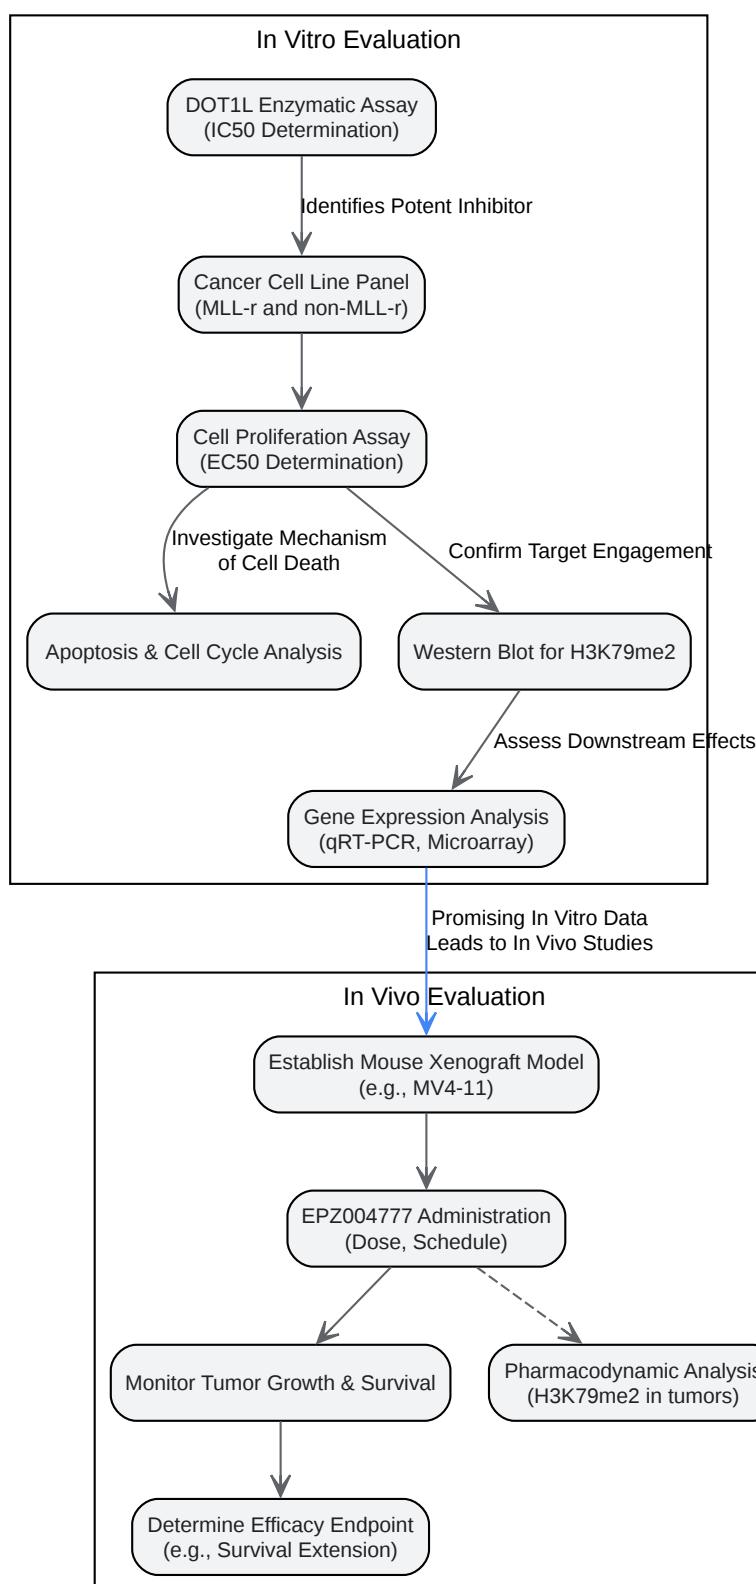 In Vitro Evaluation
DOT1L Enzymatic Assay
(IC50 Determination)
Identifies Potent Inhibitor
Cancer Cell Line Panel
(MLL-r and non-MLL-r)
Cell Proliferation Assay
(EC50 Determination)
Investigate Mechanism
of Cell Death
Confirm Target Engagement
Apoptosis & Cell Cycle Analysis
Western Blot for H3K79me2
Assess Downstream Effects
Gene Expression Analysis
(qRT-PCR, Microarray)
Promising In Vitro Data
Leads to In Vivo Studies
In Vivo Evaluation
Establish Mouse Xenograft Model
(e.g., MV4-11)
EPZ004777 Administration
(Dose, Schedule)
Monitor Tumor Growth & Survival
Pharmacodynamic Analysis
(H3K79me2 in tumors)
Determine Efficacy Endpoint
(e.g., Survival Extension)